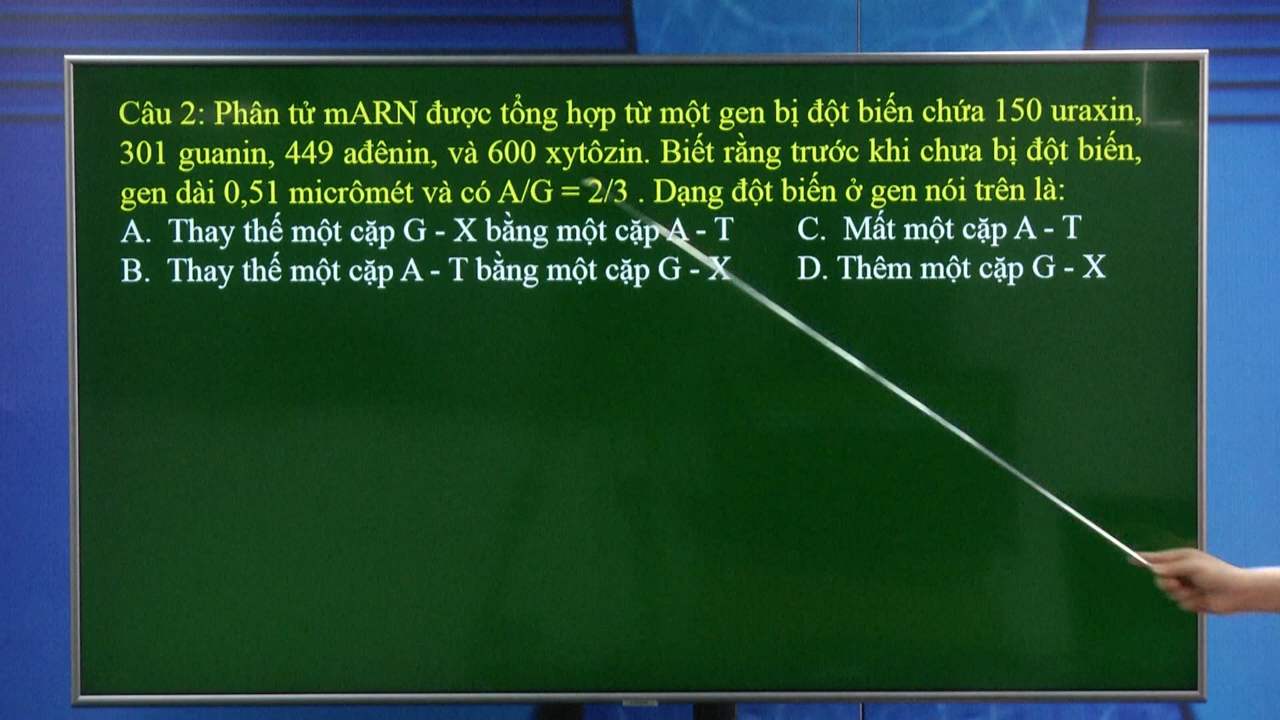 Câu 2: Phân tử mARN được tổng hợp từ một gen bị đột biến chứa 150 uraxin,
301 guanin, 449 ađênin, và 600 xytôzin. Biết rằng trước khi chưa bị đột biến,
gen dài 0,51 micrômét và có A/G = 2/3 . Dạng đột biến ở gen nói trên là:
A. Thay thế một cặp G - X bằng một cặp A - T
C. Mất một cặp A - T
B. Thay thế một cặp A - T bằng một cặp G - X
D. Thêm một cặp G - X